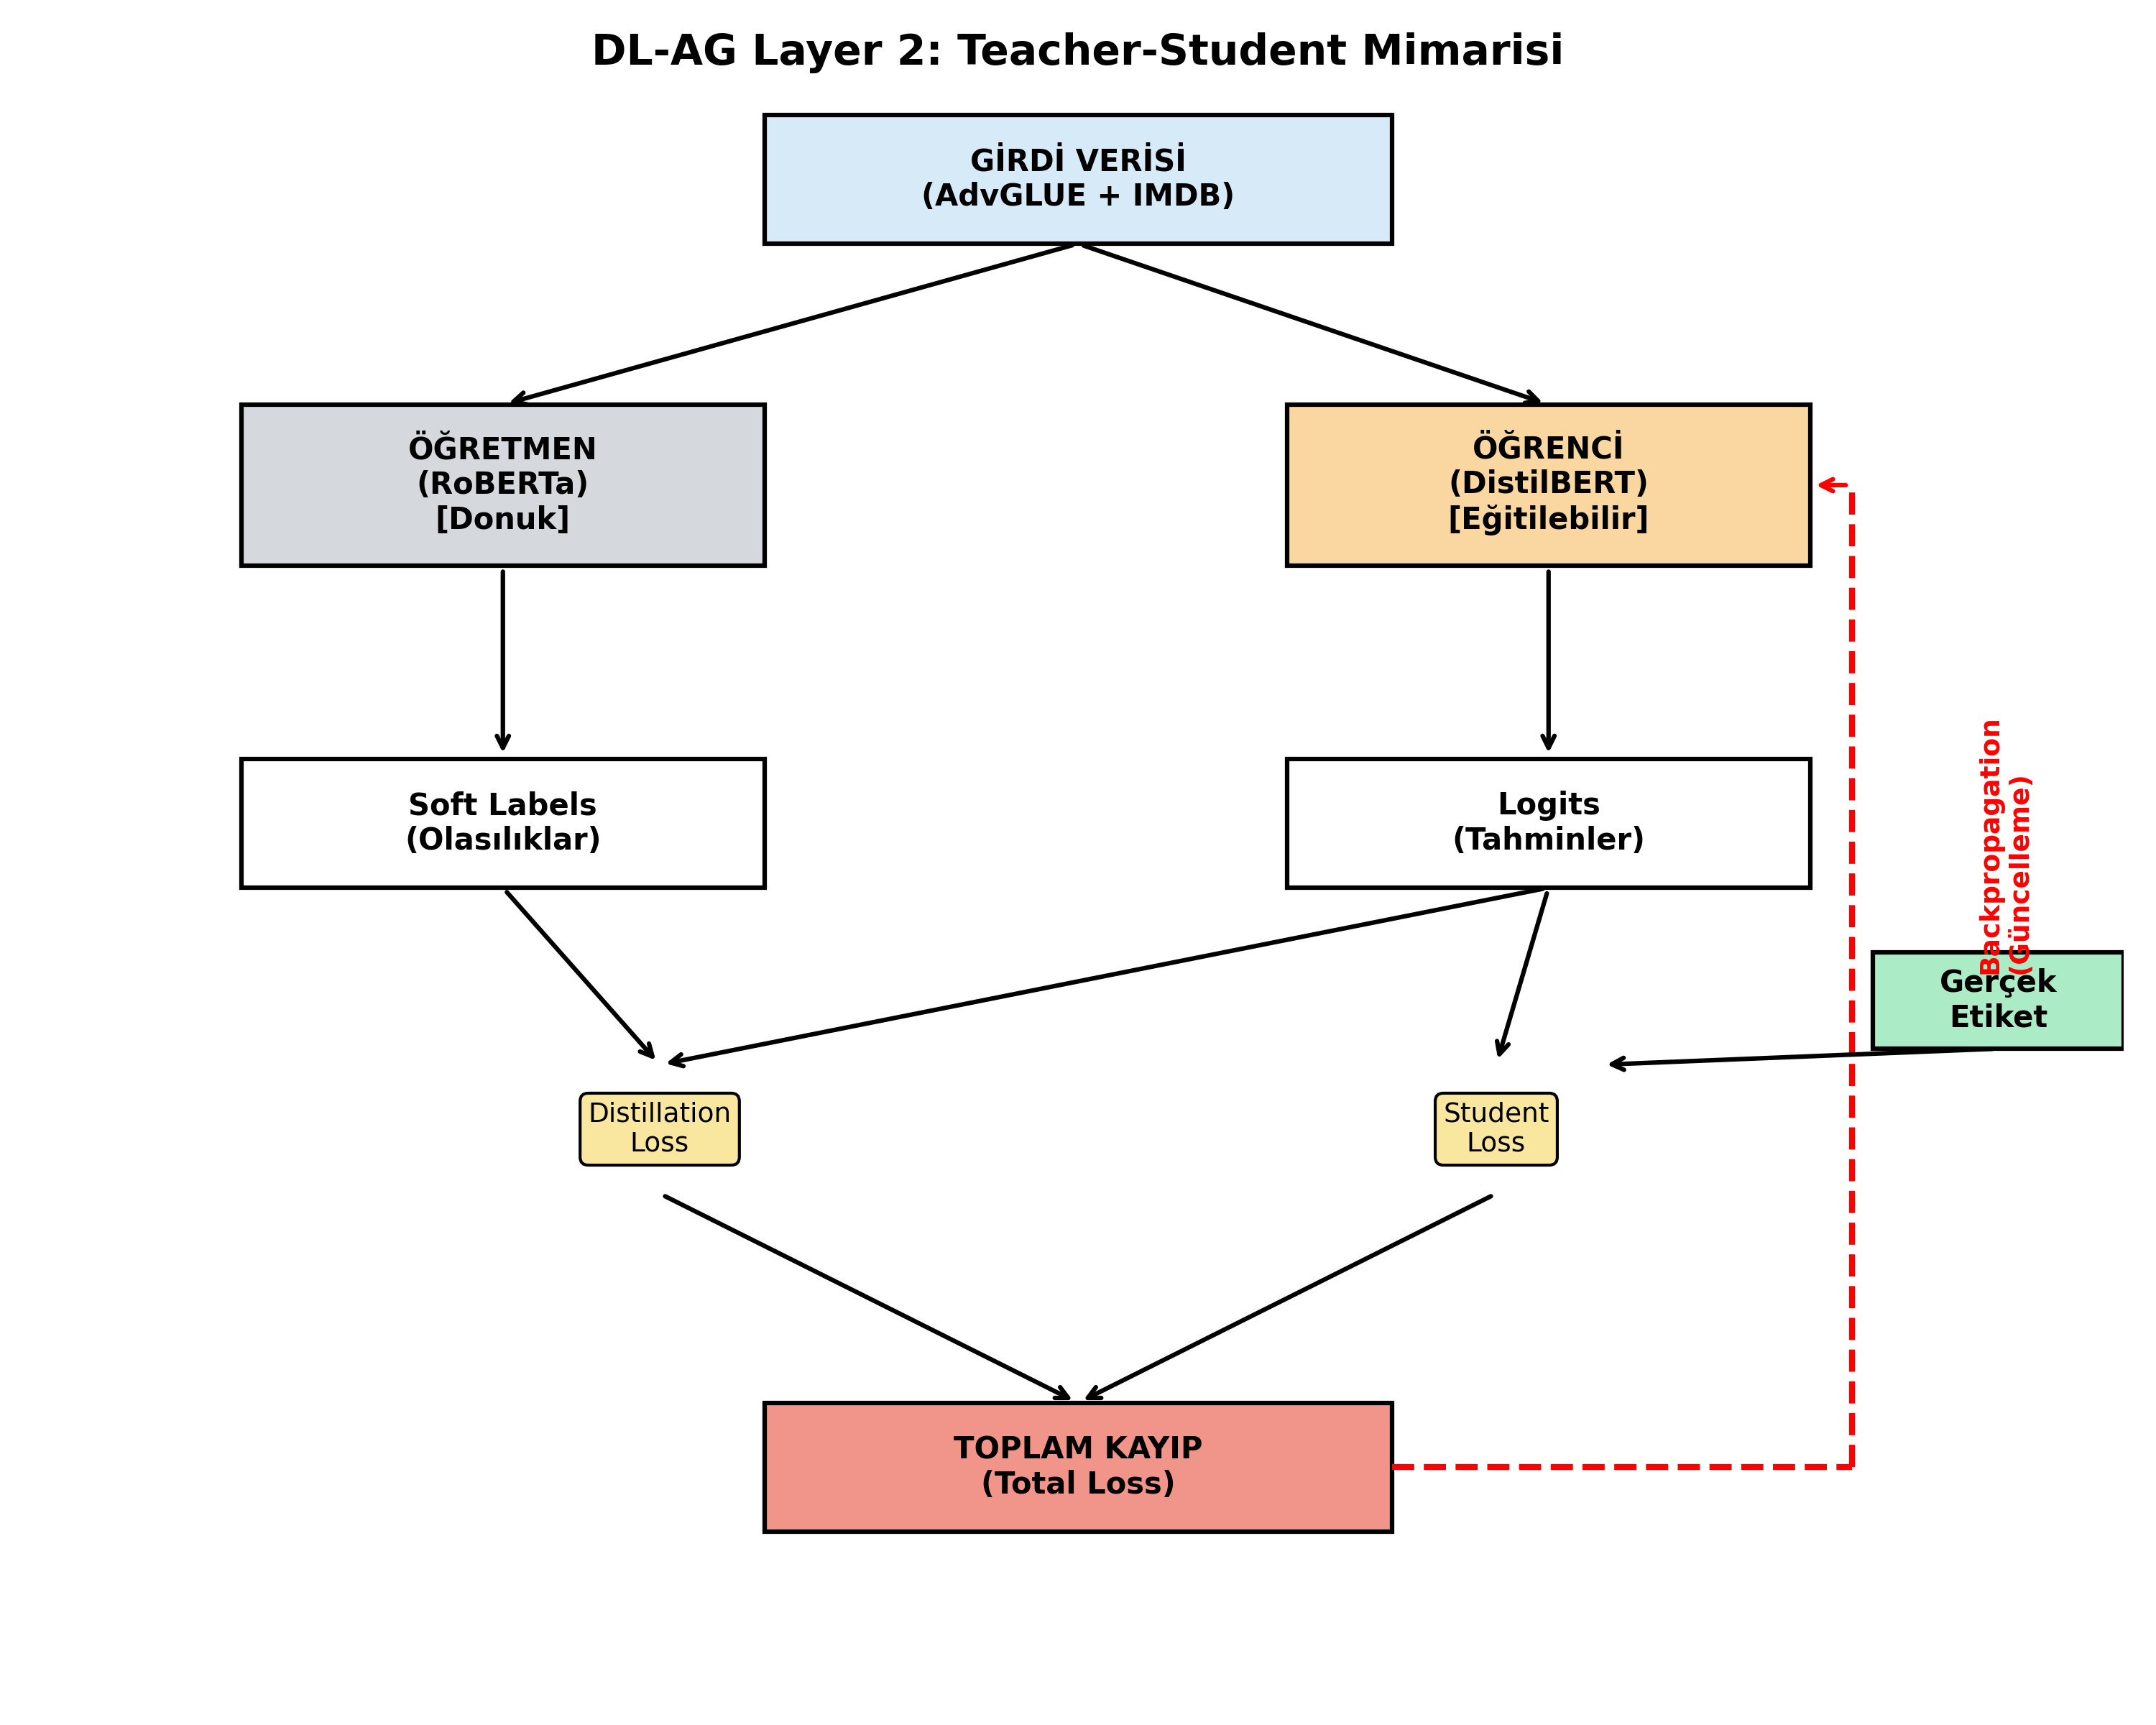 DL-AG Layer 2: Teacher-Student Mimarisi
GİRDİ VERİSİ
(AdvGLUE + IMDB)
ÖĞRETMEN
(RoBERTa)
[Donuk]
ÖĞRENCİ
(DistilBERT)
[Eğitilebilir]
Soft Labels
(Olasılıklar)
Logits
(Tahminler)
Backpropagation
(Güncelleme)
Gerçek
Etiket
Distillation
Loss
Student
Loss
TOPLAM KAYIP
(Total Loss)